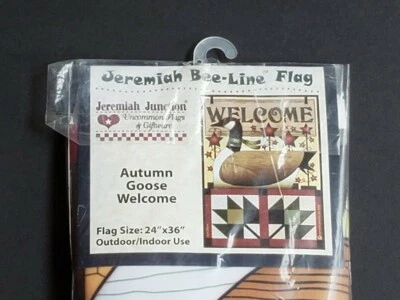 Jeremiah Bee-Line® Flag
Jeremiah Junction®
Uncommon Flags
& Giftware
WELCOME
Autumn
Goose
Welcome
Flag Size: 24"x36"
Outdoor/Indoor Use